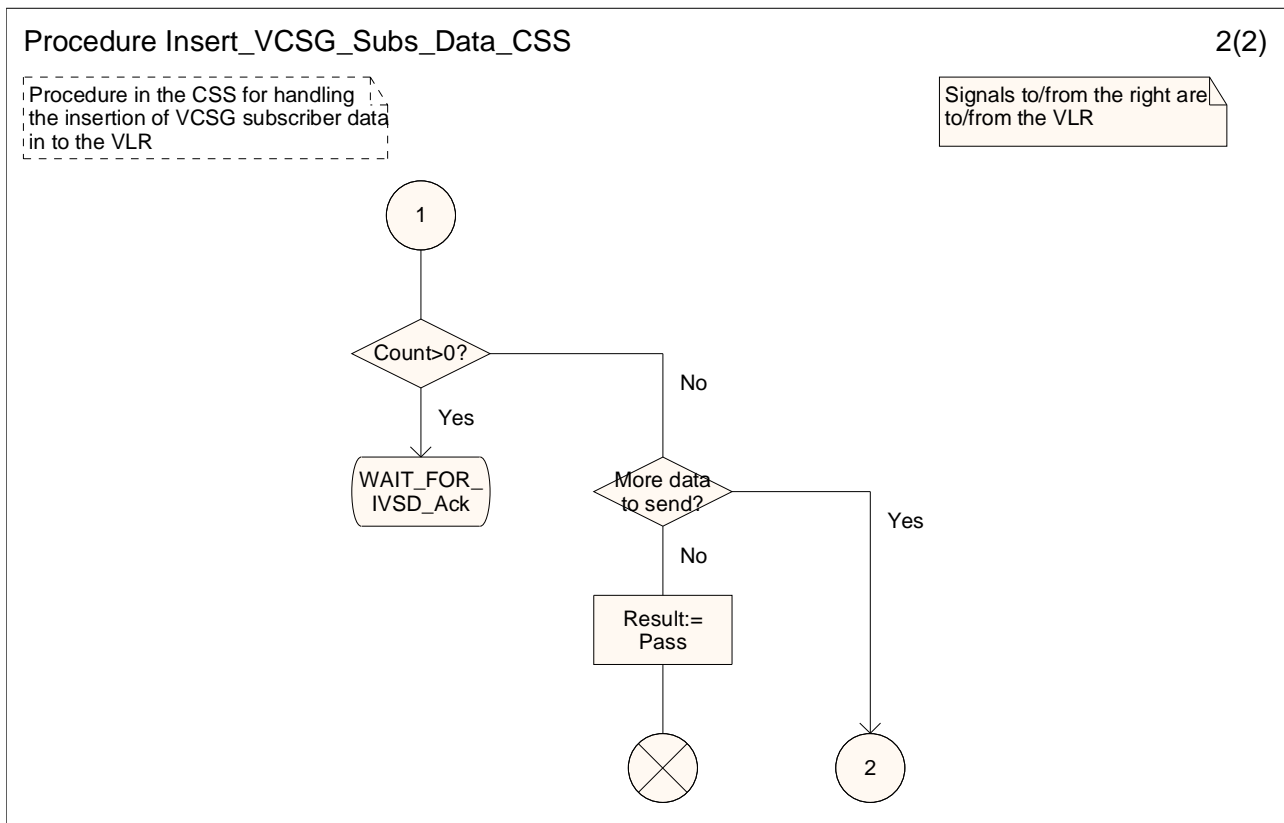 Procedure Insert_VCSG_Subs_Data_CSS
2(2)
Procedure in the CSS for handling
the insertion of VCSG subscriber data
in to the VLR
Signals to/from the right are
to/from the VLR
1
Count>0?
No
Yes
WAIT_FOR_
IVSD_Ack
More data
to send?
Yes
No
Result:=
Pass
2